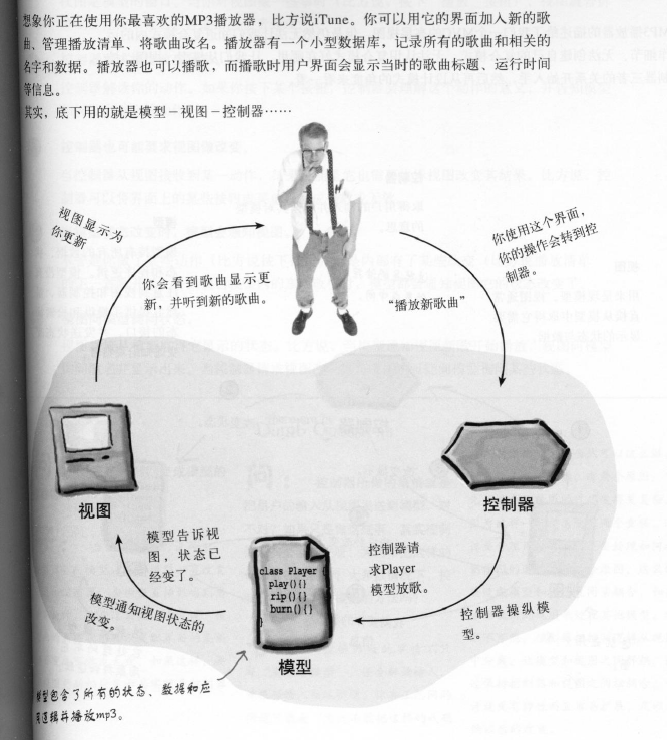 想象你正在使用你最喜欢的MP3播放器，比方说iTune。你可以用它的界面加入新的歌
曲、管理播放清单、将歌曲改名。播放器有一个小型数据库，记录所有的歌曲和相关的
名字和数据。播放器也可以播歌，而播歌时用户界面会显示当时的歌曲标题、运行时间
等信息。
其实，底下用的就是模型－视图－控制器……
视图显示为
你更新
你会看到歌曲显示更
新，并听到新的歌曲。
“播放新歌曲”
你使用这个界面，
你的操作会转到控
制器。
视图
控制器
模型告诉视
图，状态已
经变了。
模型通知视图状态的
改变。
class Player {
play(){}
rip(){}
burn(){}
}
模型
控制器请
求Player
模型放歌。
控制器操纵模
型。
模型包含了所有的状态、数据和应
用逻辑并播放mp3。